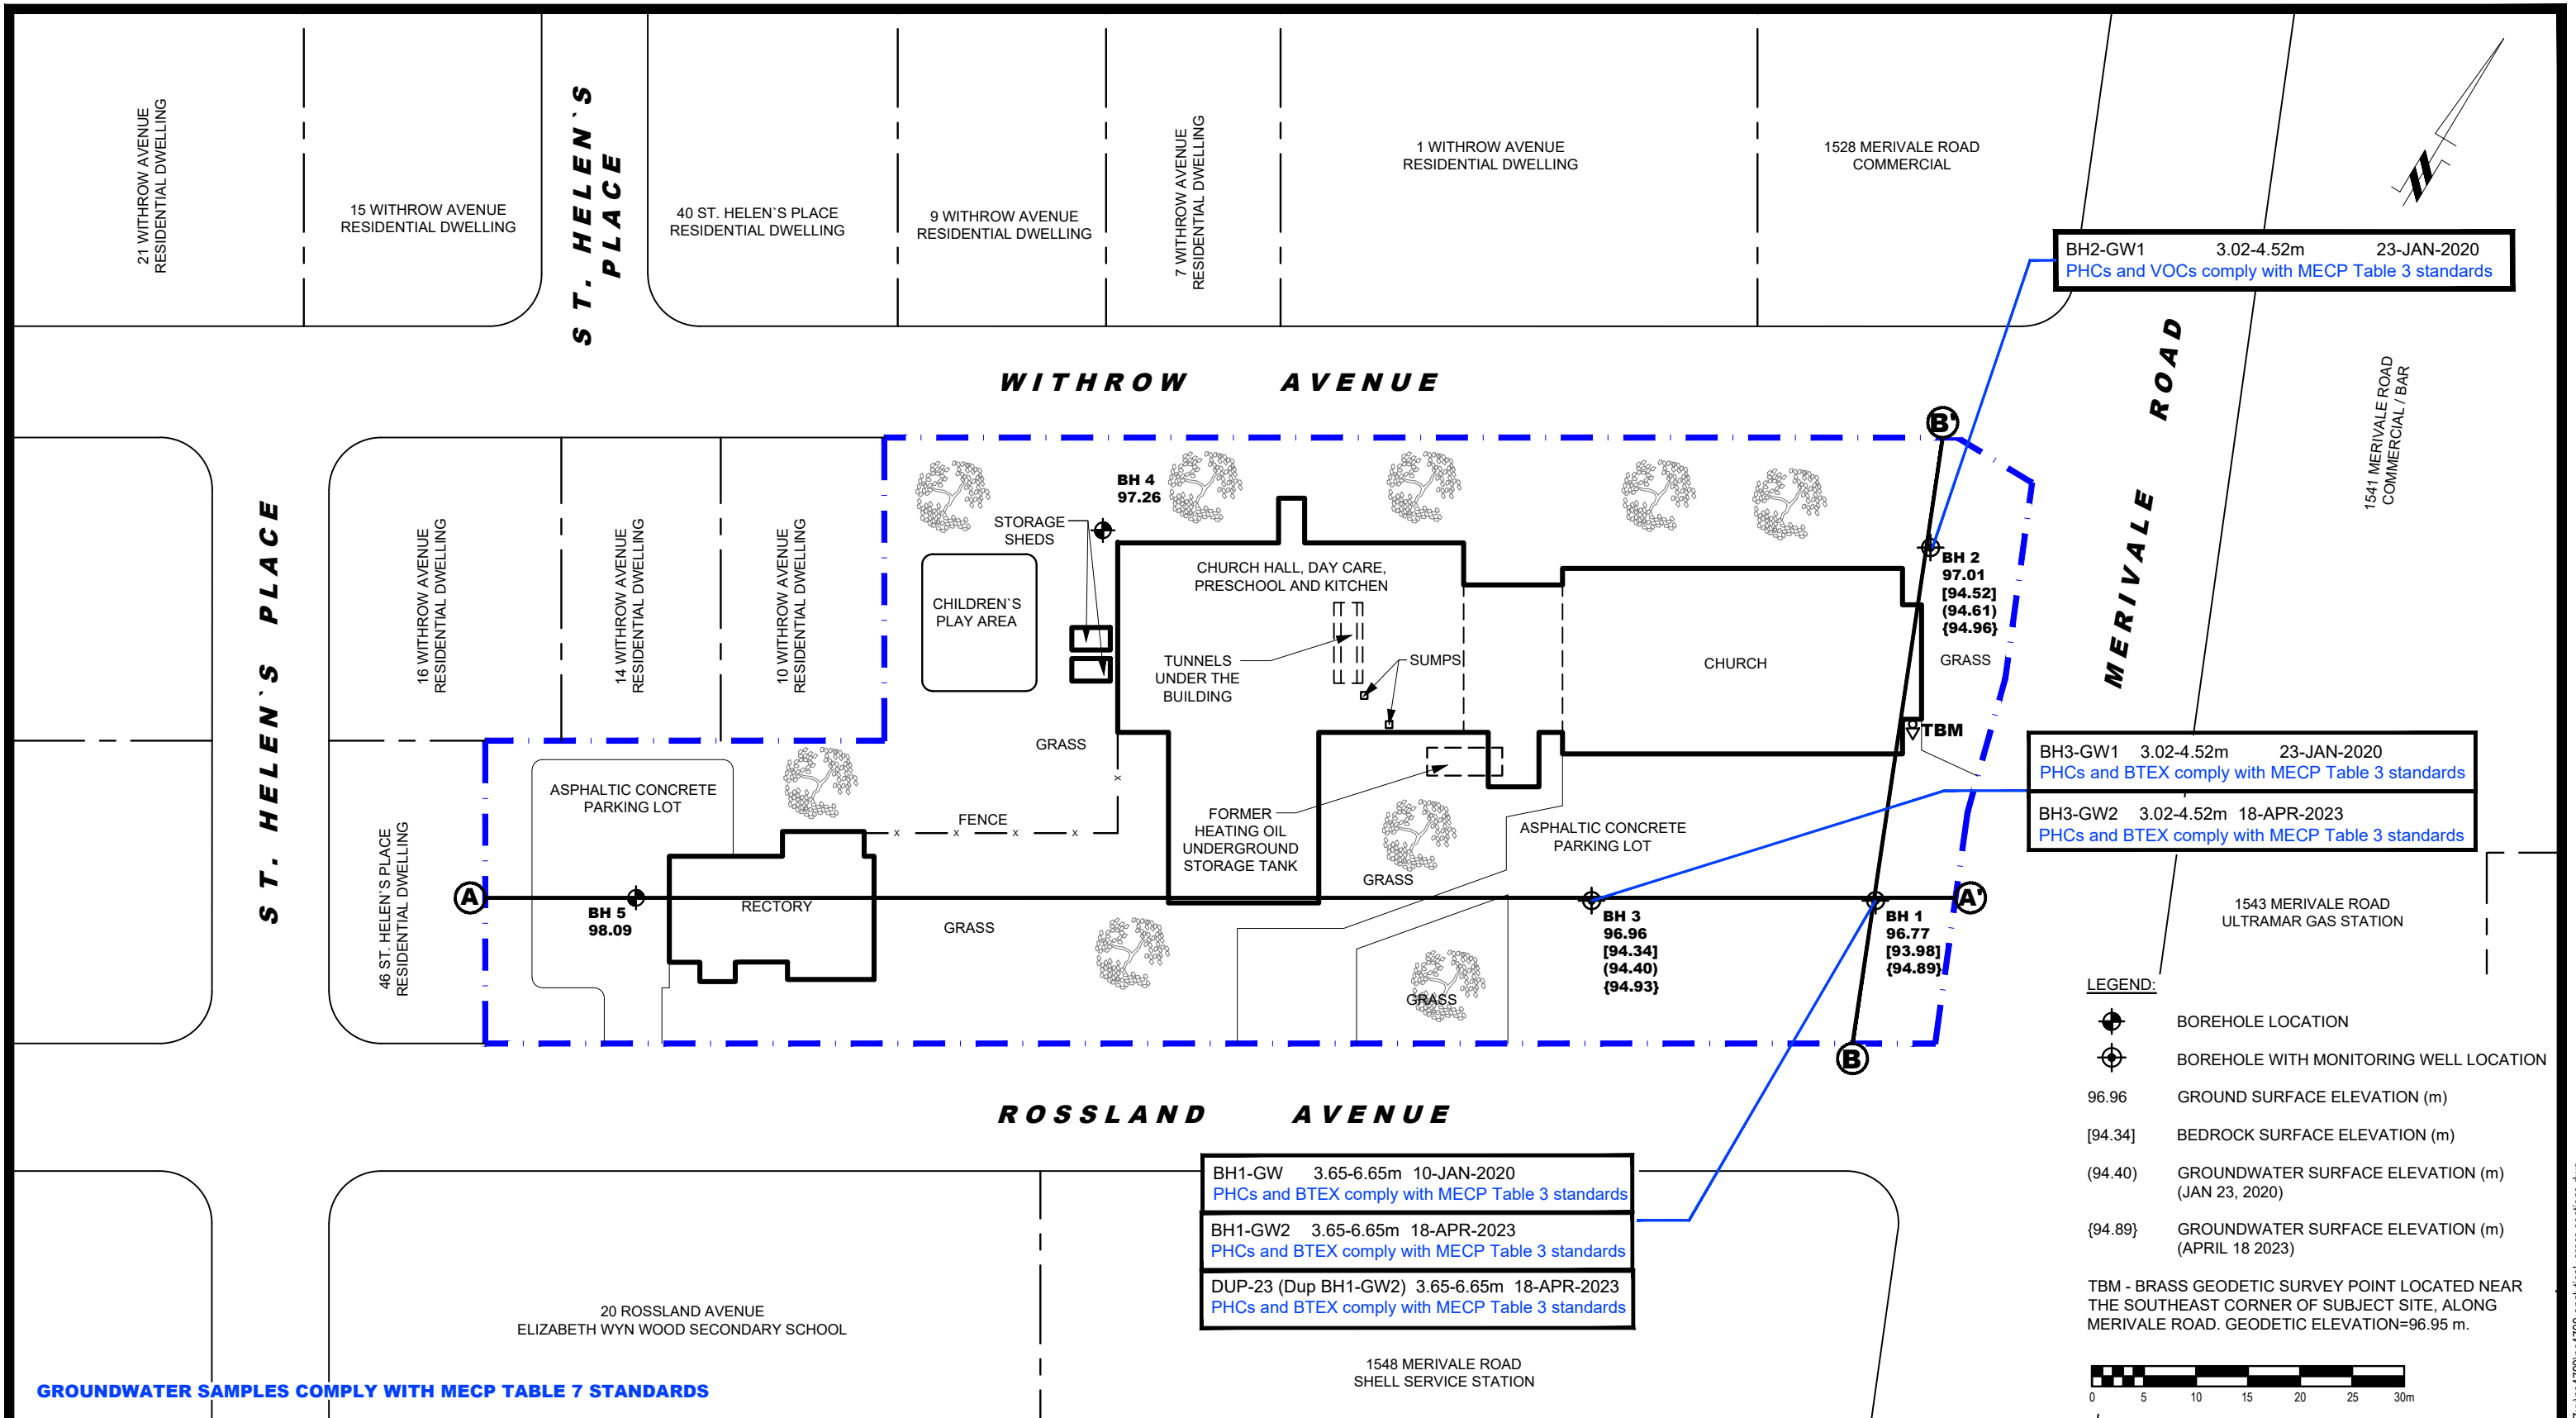 21 WITHROW AVENUE
RESIDENTIAL DWELLING
15 WITHROW AVENUE
RESIDENTIAL DWELLING
ST. HELEN`S
PLACE
40 ST. HELEN`S PLACE
RESIDENTIAL DWELLING
9 WITHROW AVENUE
RESIDENTIAL DWELLING
7 WITHROW AVENUE
RESIDENTIAL DWELLING
1 WITHROW AVENUE
RESIDENTIAL DWELLING
1528 MERIVALE ROAD
COMMERCIAL
BH2-GW1 3.02-4.52m 23-JAN-2020
PHCs and VOCs comply with MECP Table 3 standards
WITHROW AVENUE
MERIVALE ROAD
1541 MERIVALE ROAD
COMMERCIAL / BAR
ST. HELEN`S PLACE
16 WITHROW AVENUE
RESIDENTIAL DWELLING
14 WITHROW AVENUE
RESIDENTIAL DWELLING
10 WITHROW AVENUE
RESIDENTIAL DWELLING
B'
BH 4
97.26
STORAGE
SHEDS
CHILDREN`S
PLAY AREA
CHURCH HALL, DAY CARE,
PRESCHOOL AND KITCHEN
TUNNELS
UNDER THE
BUILDING
SUMPS
CHURCH
BH 2
97.01
[94.52]
(94.61)
{94.96}
GRASS
TBM
MERIVALE ROAD
BH3-GW1 3.02-4.52m 23-JAN-2020
PHCs and BTEX comply with MECP Table 3 standards
BH3-GW2 3.02-4.52m 18-APR-2023
PHCs and BTEX comply with MECP Table 3 standards
GRASS
ASPHALTIC CONCRETE
PARKING LOT
FENCE
x x x x x
FORMER
HEATING OIL
UNDERGROUND
STORAGE TANK
ASPHALTIC CONCRETE
PARKING LOT
GRASS
46 ST. HELEN'S PLACE
RESIDENTIAL DWELLING
A
BH 5
98.09
RECTORY
GRASS
BH 3
96.96
[94.34]
(94.40)
{94.93}
BH 1
96.77
[93.98]
{94.89}
A'
GRASS
B
1543 MERIVALE ROAD
ULTRAMAR GAS STATION
ROSSLAND AVENUE
BH1-GW 3.65-6.65m 10-JAN-2020
PHCs and BTEX comply with MECP Table 3 standards
BH1-GW2 3.65-6.65m 18-APR-2023
PHCs and BTEX comply with MECP Table 3 standards
DUP-23 (Dup BH1-GW2) 3.65-6.65m 18-APR-2023
PHCs and BTEX comply with MECP Table 3 standards
20 ROSSLAND AVENUE
ELIZABETH WYN WOOD SECONDARY SCHOOL
1548 MERIVALE ROAD
SHELL SERVICE STATION
GROUNDWATER SAMPLES COMPLY WITH MECP TABLE 7 STANDARDS
LEGEND:
BOREHOLE LOCATION
BOREHOLE WITH MONITORING WELL LOCATION
96.96 GROUND SURFACE ELEVATION (m)
[94.34] BEDROCK SURFACE ELEVATION (m)
(94.40) GROUNDWATER SURFACE ELEVATION (m)
(JAN 23, 2020)
{94.89} GROUNDWATER SURFACE ELEVATION (m)
(APRIL 18 2023)
TBM - BRASS GEODETIC SURVEY POINT LOCATED NEAR
THE SOUTHEAST CORNER OF SUBJECT SITE, ALONG
MERIVALE ROAD. GEODETIC ELEVATION=96.95 m.
0 5 10 15 20 25 30m